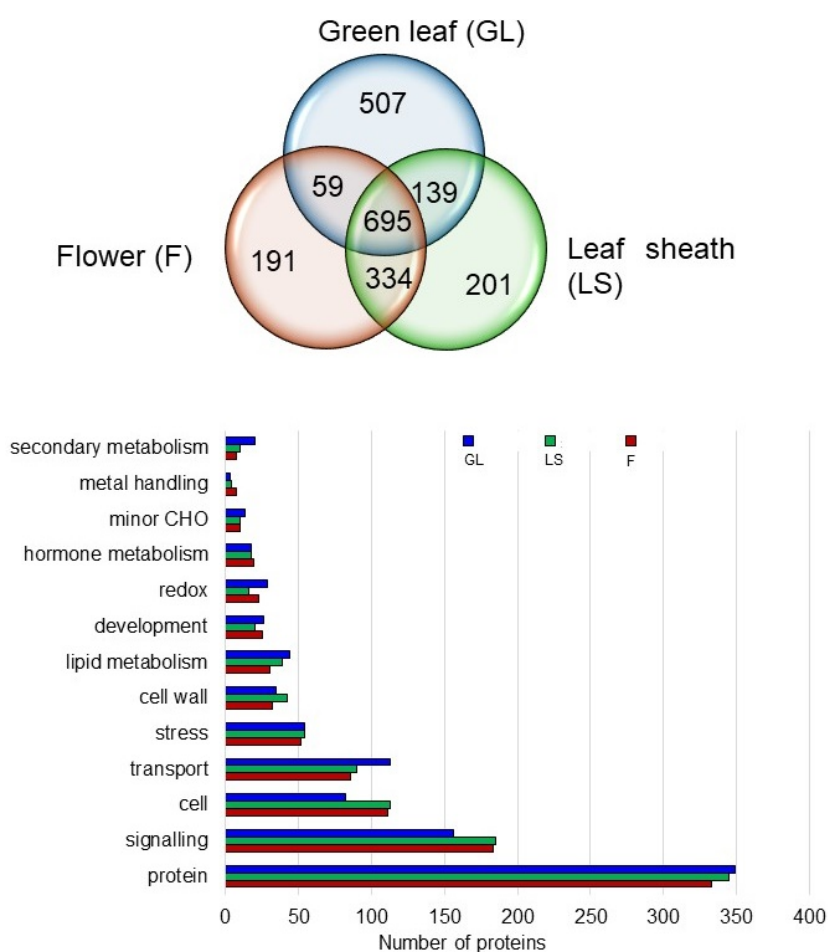 Green leaf (GL)
507
59
139
695
Flower (F)
191
334
201
Leaf sheath
(LS)
secondary metabolism
metal handling
minor CHO
hormone metabolism
redox
development
lipid metabolism
cell wall
stress
transport
cell
signalling
protein
GL LS F
0 50 100 150 200 250 300 350 400
Number of proteins